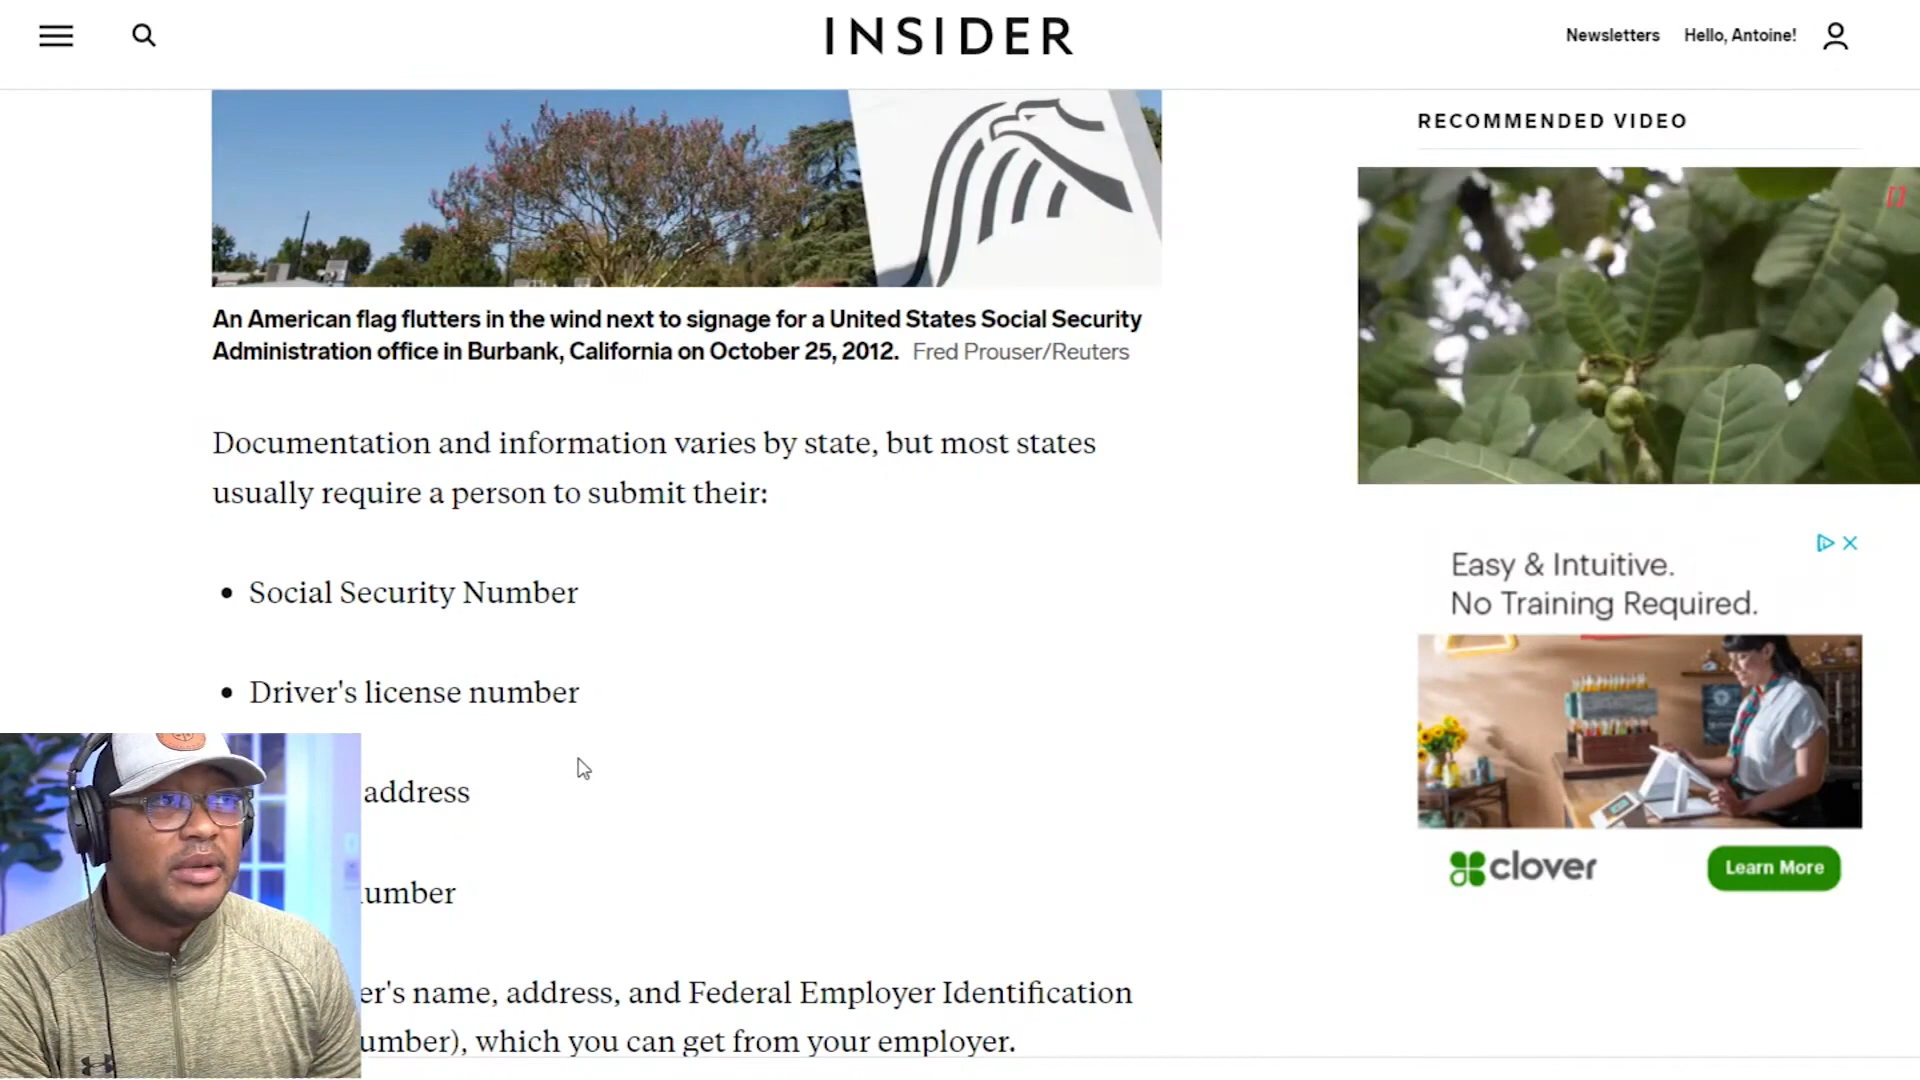 INSIDER
Newsletters
Hello, Antoine!
RECOMMENDED VIDEO
An American flag flutters in the wind next to signage for a United States Social Security
Administration office in Burbank, California on October 25, 2012. Fred Prouser/Reuters
Documentation and information varies by state, but most states
usually require a person to submit their:
• Social Security Number
• Driver's license number
address
umber
er's name, address, and Federal Employer Identification
umber), which you can get from your employer.
Easy & Intuitive.
No Training Required.
clover
Learn More